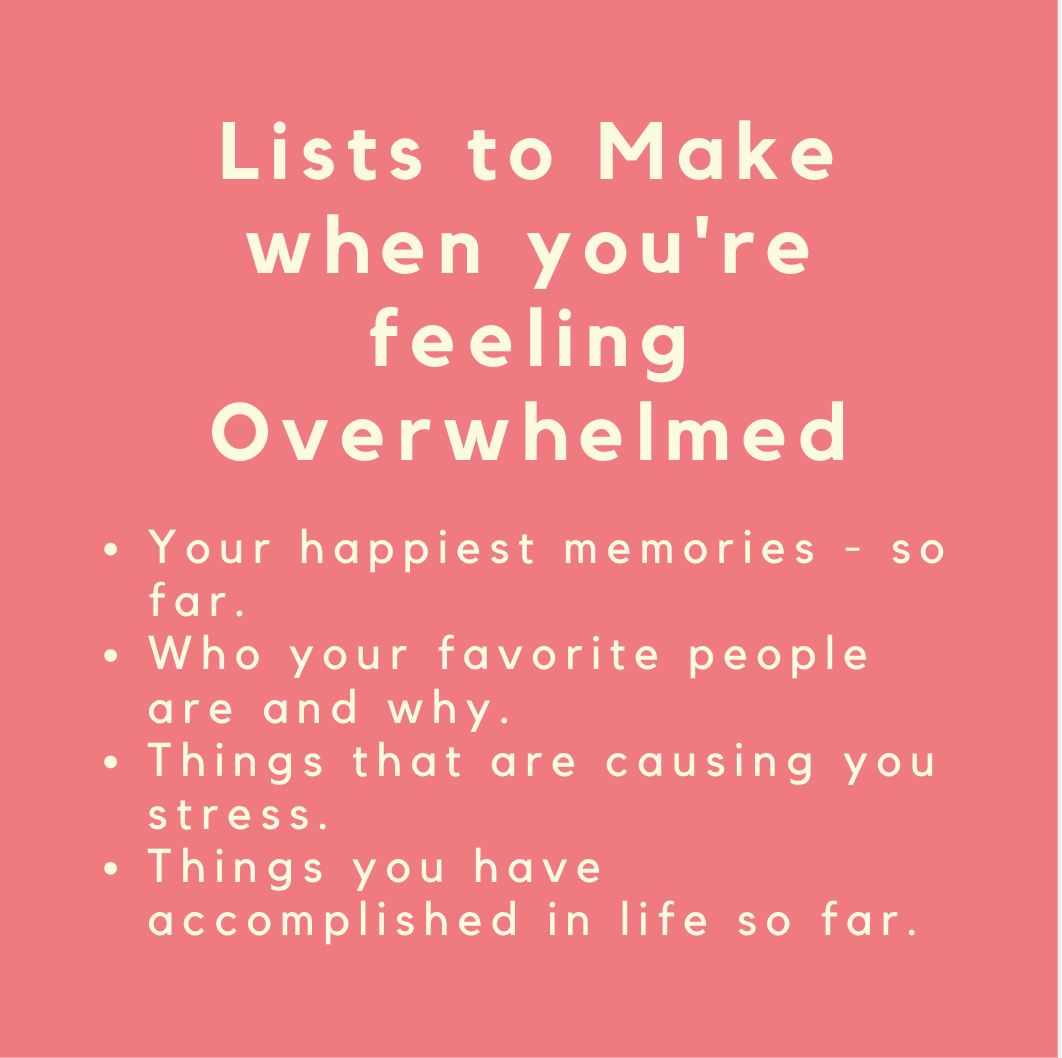 Lists to Make
when you're
feeling
Overwhelmed
• Your happiest memories - so
far.
• Who your favorite people
are and why.
• Things that are causing you
stress.
• Things you have
accomplished in life so far.